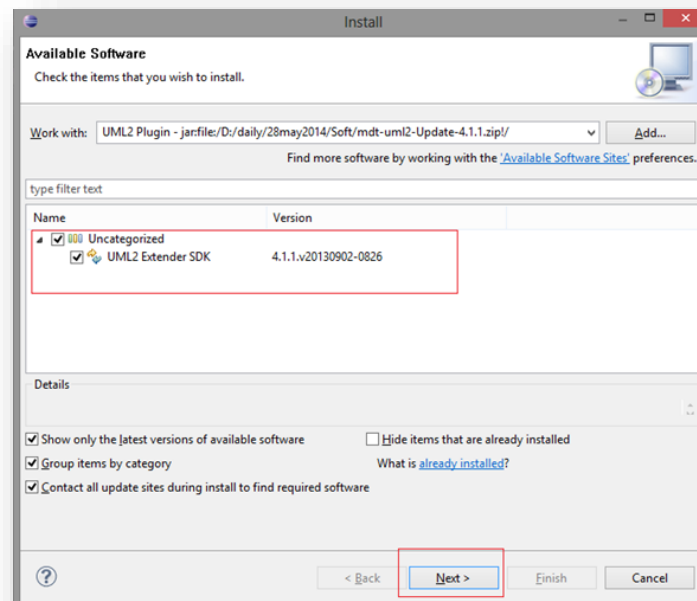 Install
Available Software
Check the items that you wish to install.
Work with: UML2 Plugin - jar:file:/D:/daily/28may2014/Soft/mdt-uml2-Update-4.1.1.zip!/ Add...
Find more software by working with the 'Available Software Sites' preferences.
type filter text
Name Version
Uncategorized
UML2 Extender SDK 4.1.1.v20130902-0826
Details
Show only the latest versions of available software Hide items that are already installed
Group items by category What is already installed?
Contact all update sites during install to find required software
? < Back Next > Finish Cancel